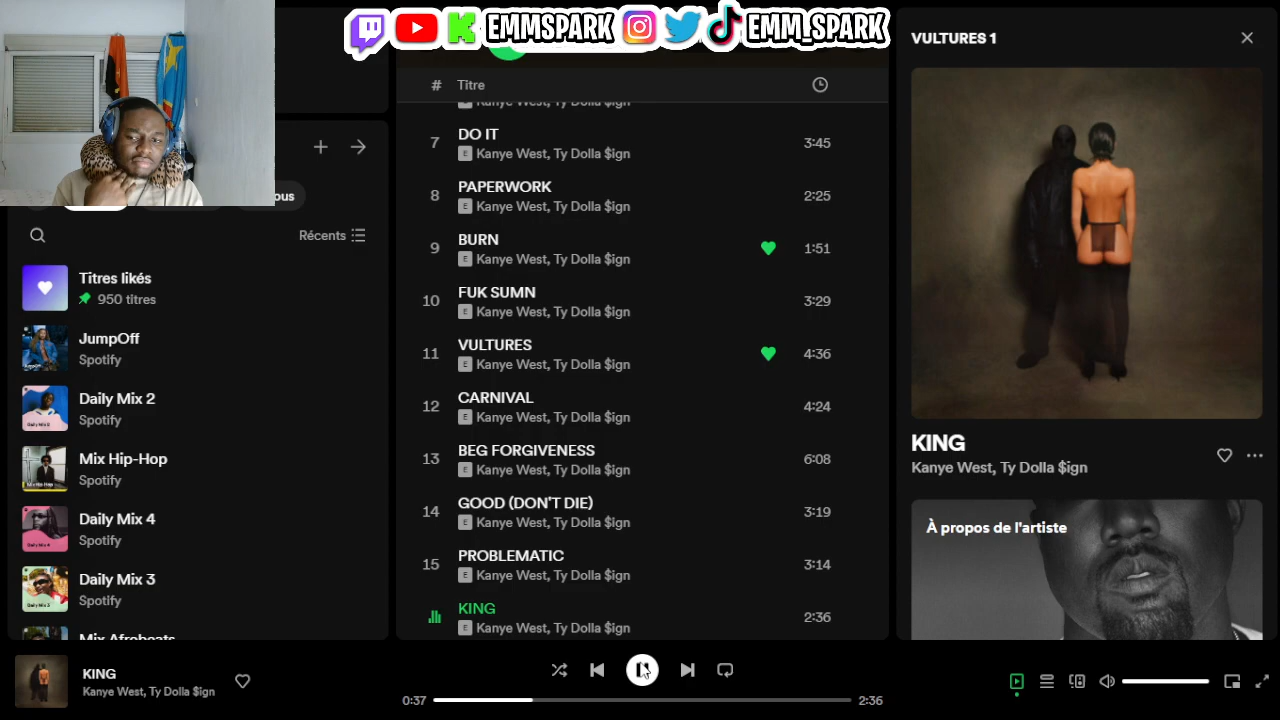 EMMSPARK
EMM_SPARK
VULTURES 1
# Titre
Kanye West, Ty Dolla $ign
7 DO IT 3:45
E Kanye West, Ty Dolla $ign
8 PAPERWORK 2:25
E Kanye West, Ty Dolla $ign
9 BURN 1:51
E Kanye West, Ty Dolla $ign
10 FUK SUMN 3:29
E Kanye West, Ty Dolla $ign
11 VULTURES 4:36
E Kanye West, Ty Dolla $ign
12 CARNIVAL 4:24
E Kanye West, Ty Dolla $ign
13 BEG FORGIVENESS 6:08
E Kanye West, Ty Dolla $ign
14 GOOD (DON'T DIE) 3:19
E Kanye West, Ty Dolla $ign
15 PROBLEMATIC 3:14
E Kanye West, Ty Dolla $ign
KING 2:36
E Kanye West, Ty Dolla $ign
Récents
Titres likés
950 titres
JumpOff
Spotify
Daily Mix 2
Spotify
Mix Hip-Hop
Spotify
Daily Mix 4
Spotify
Daily Mix 3
Spotify
Mix Afrobeats
KING
Kanye West, Ty Dolla $ign
À propos de l'artiste
KING
Kanye West, Ty Dolla $ign
0:37
2:36